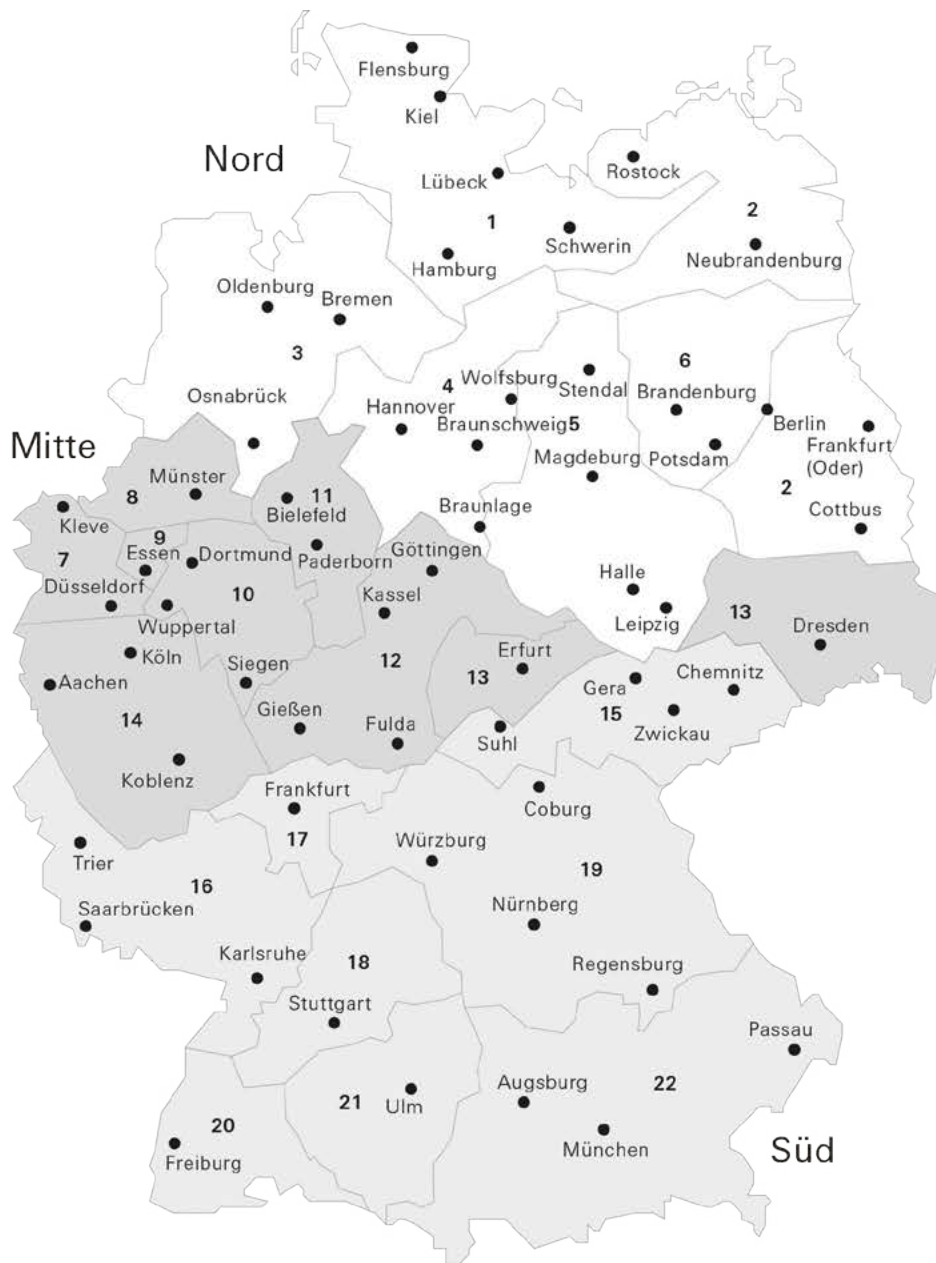 Flensburg
Kiel
Nord
Rostock
Lübeck
1
2
Schwerin
Hamburg
Neubrandenburg
Oldenburg
Bremen
3
6
4
Wolfsburg
Stendal
Osnabrück
Hannover
Brandenburg
Braunschweig
5
Berlin
Mitte
Magdeburg
Potsdam
Frankfurt
(Oder)
Münster
8
11
2
Kleve
Bielefeld
Braunlage
Cottbus
9
Essen
Dortmund
Paderborn
Göttingen
7
Düsseldorf
10
Kassel
Halle
Leipzig
13
Wuppertal
Dresden
Köln
Siegen
12
Erfurt
Aachen
13
Gera
Chemnitz
14
Gießen
Fulda
Suhl
15
Zwickau
Koblenz
Frankfurt
Coburg
17
Würzburg
Trier
16
19
Saarbrücken
Nürnberg
Karlsruhe
18
Regensburg
Stuttgart
Passau
Augsburg
22
21
Ulm
20
München
Süd
Freiburg